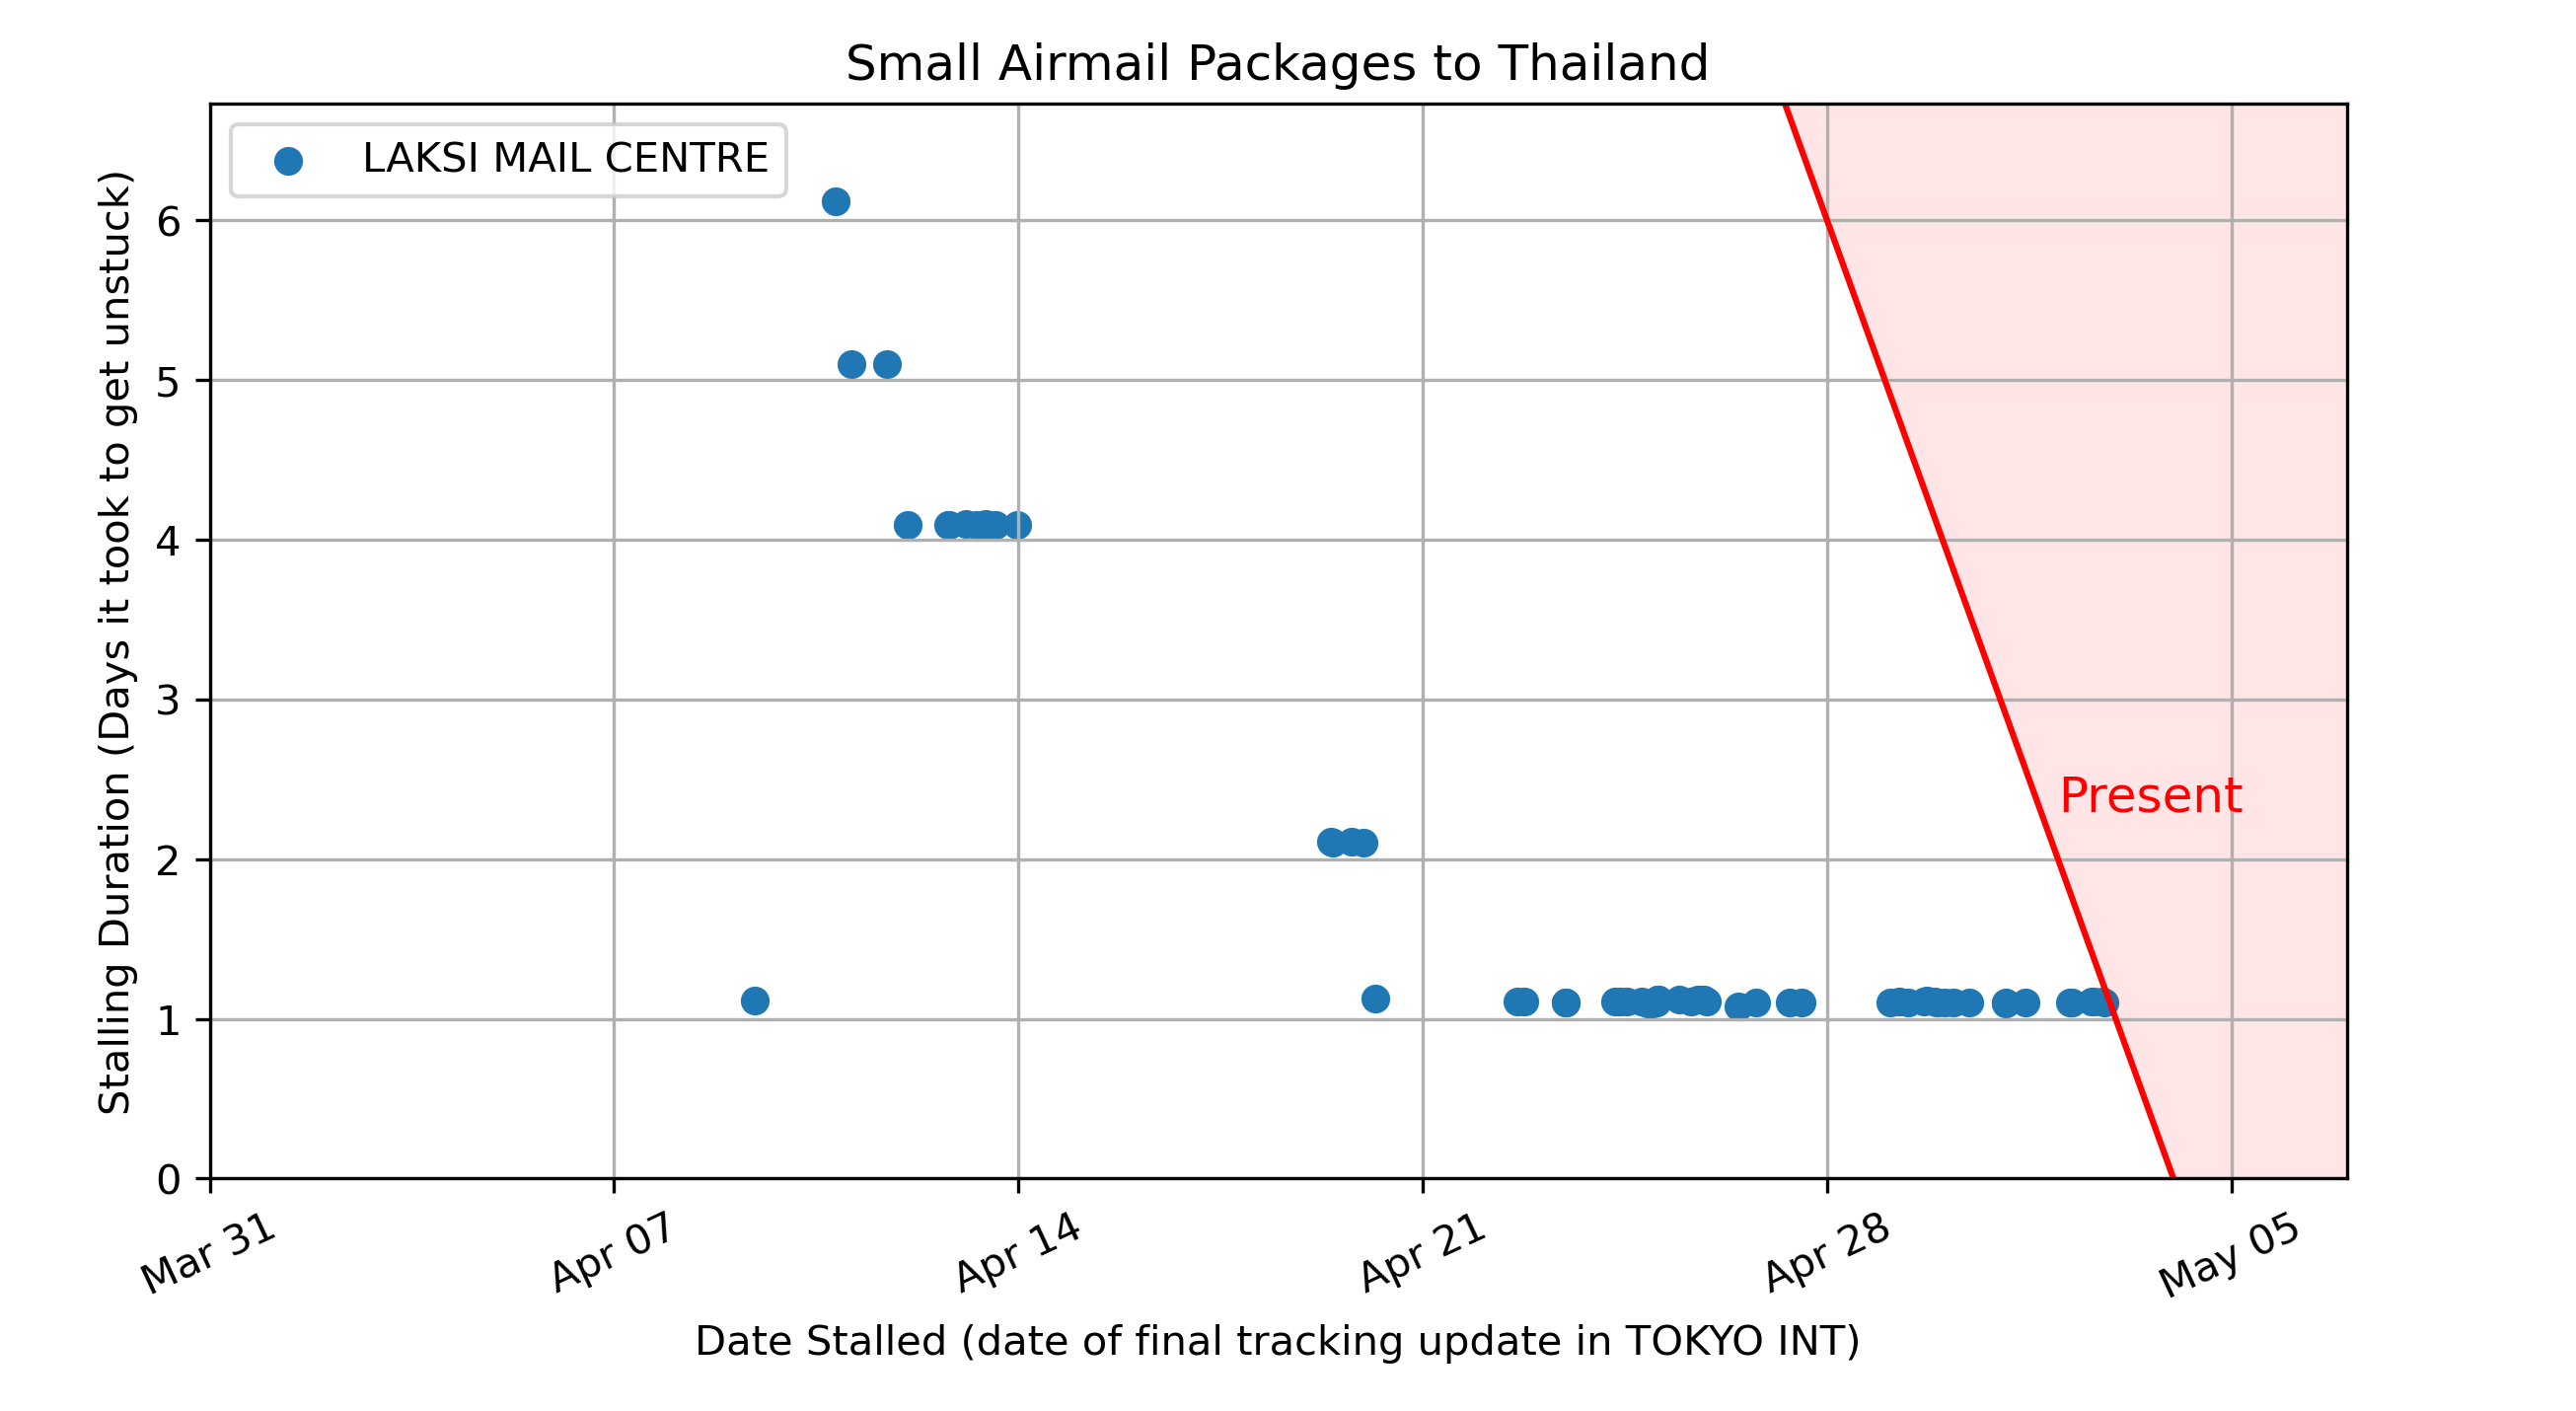 Small Airmail Packages to Thailand
LAKSI MAIL CENTRE
Stalling Duration (Days it took to get unstuck)
6
5
4
3
2
1
0
Present
Mar 31
Apr 07
Apr 14
Apr 21
Apr 28
May 05
Date Stalled (date of final tracking update in TOKYO INT)